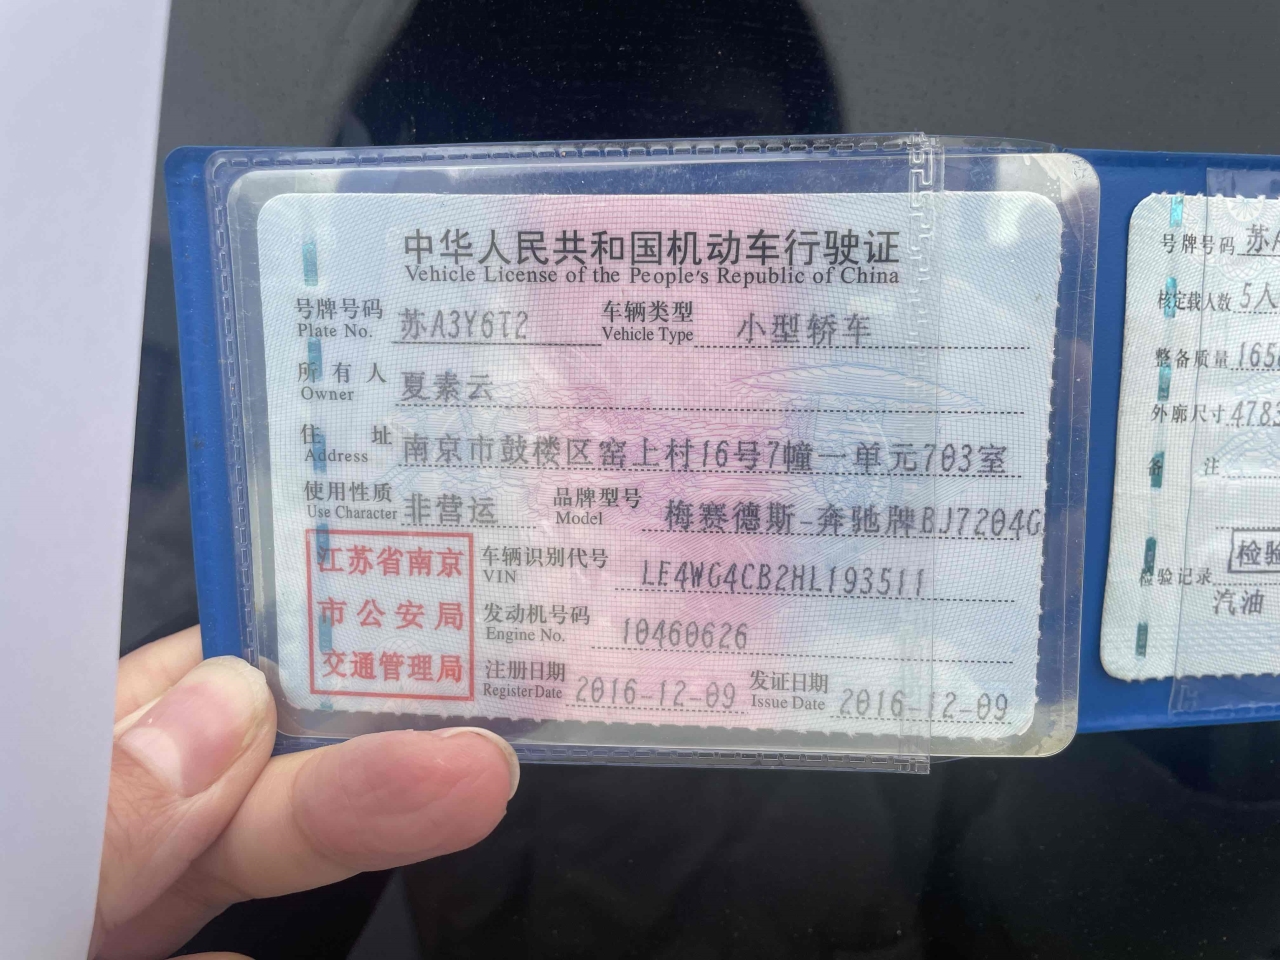 中华人民共和国机动车行驶证
Vehicle License of the People's Republic of China
号牌号码 Plate No. 苏A3Y6T2 车辆类型 Vehicle Type 小型轿车
所有人 Owner 夏素云
住址 Address 南京市鼓楼区窑上村16号7幢一单元703室
使用性质 Use Character 非营运 品牌型号 Model 梅赛德斯-奔驰牌BJ7204G
江苏省南京
市公安局
交通管理局
车辆识别代号 VIN LE4WG4CB2HL193511
发动机号码 Engine No. 10460626
注册日期 Register Date 2016-12-09 发证日期 Issue Date 2016-12-09
号牌号码 苏A
核定载人数 5人
整备质量 165
外廓尺寸 478
备注
检验记录 检验
汽油